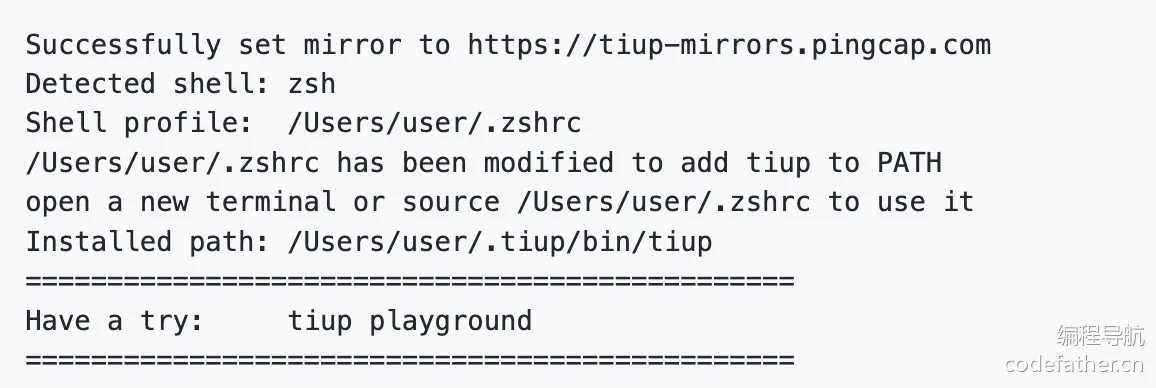 Successfully set mirror to https://tiup-mirrors.pingcap.com
Detected shell: zsh
Shell profile:  /Users/user/.zshrc
/Users/user/.zshrc has been modified to add tiup to PATH
open a new terminal or source /Users/user/.zshrc to use it
Installed path: /Users/user/.tiup/bin/tiup
===============================================
Have a try:     tiup playground
===============================================
编程导航
codefather.cn